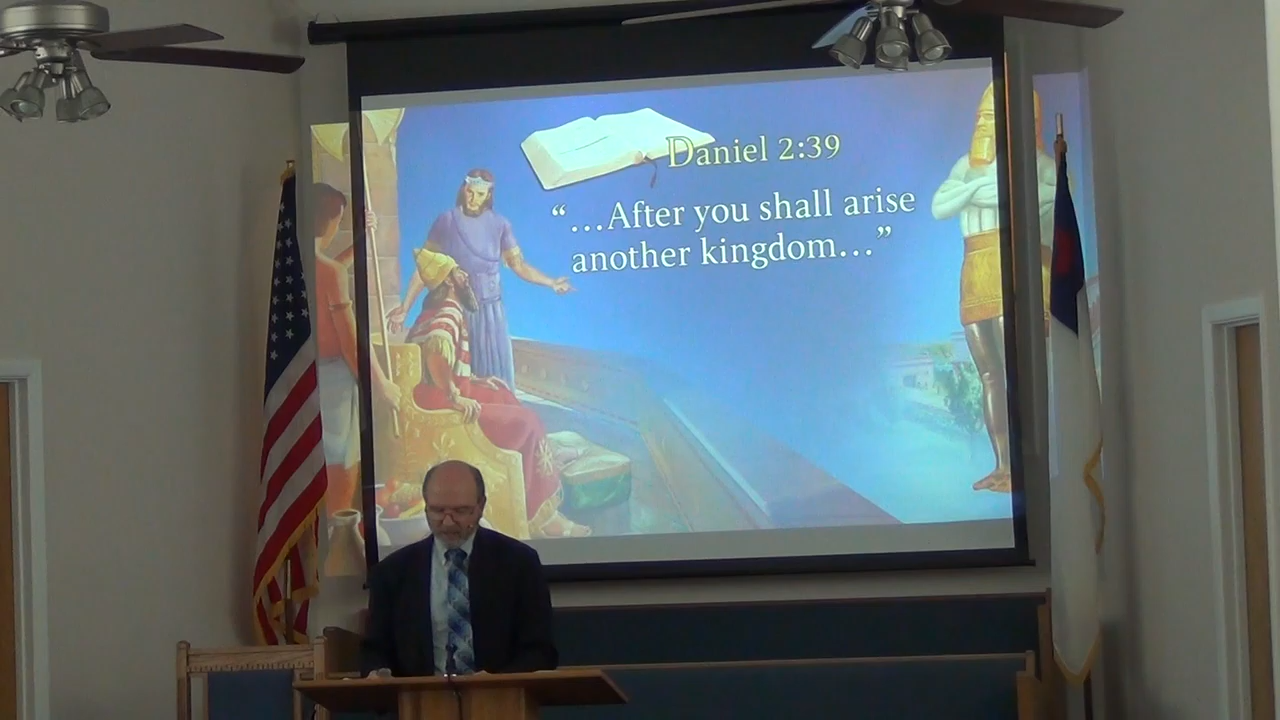 Daniel 2:39
“...After you shall arise
another kingdom...”